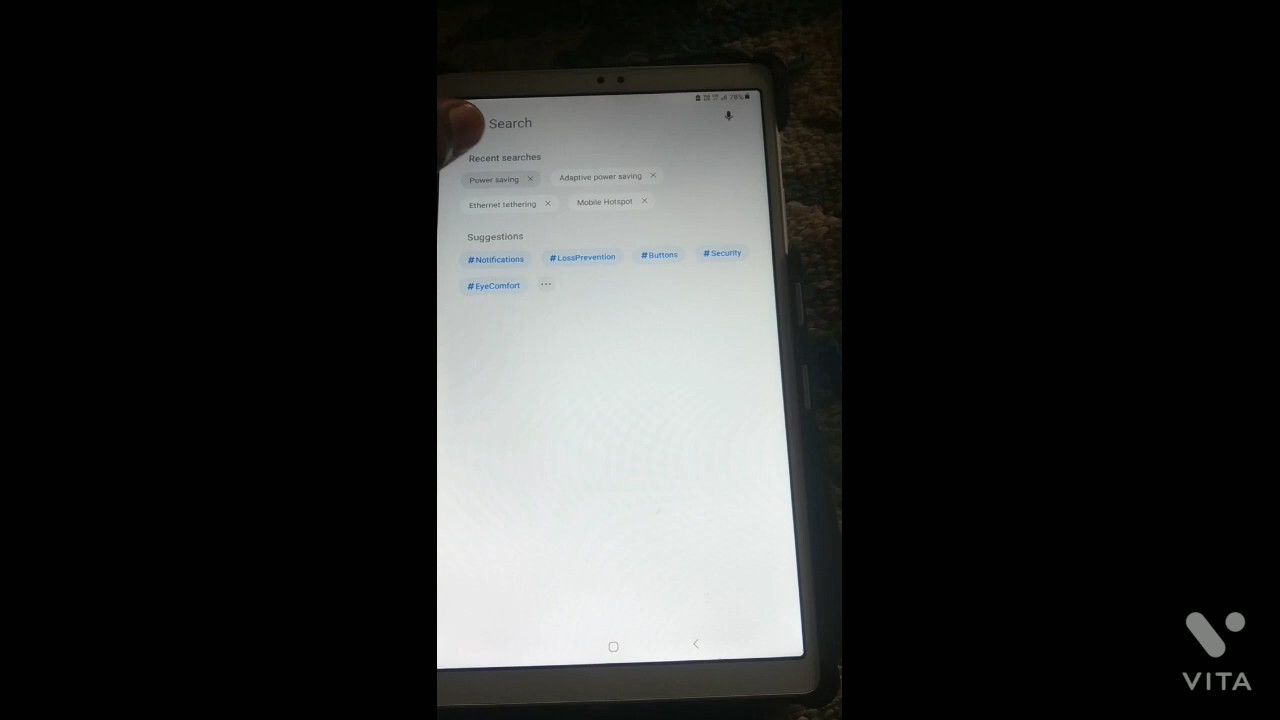 78%
Search
Recent searches
Power saving ×
Adaptive power saving ×
Ethernet tethering ×
Mobile Hotspot ×
Suggestions
#Notifications
#LossPrevention
#Buttons
#Security
#EyeComfort
...
VITA